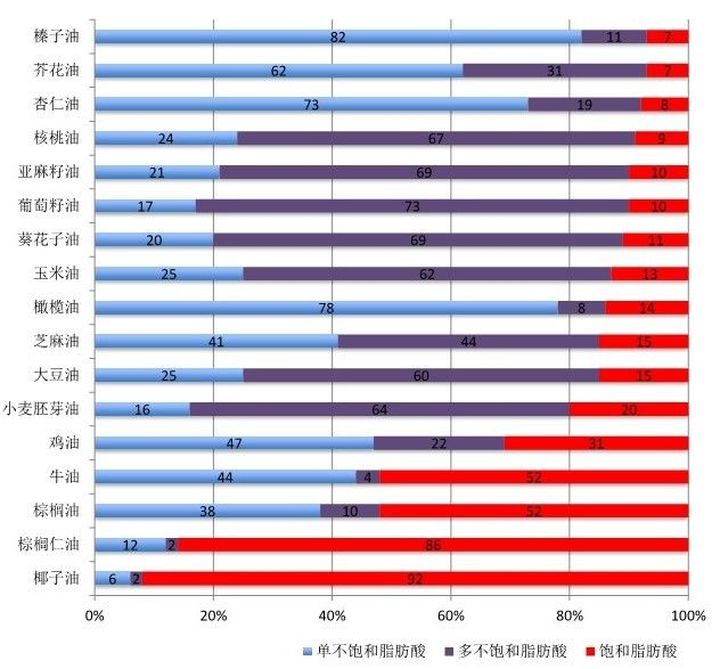 榛子油 82 11 7
芥花油 62 31 7
杏仁油 73 19 8
核桃油 24 67 9
亚麻籽油 21 69 10
葡萄籽油 17 73 10
葵花子油 20 69 11
玉米油 25 62 13
橄榄油 78 8 14
芝麻油 41 44 15
大豆油 25 60 15
小麦胚芽油 16 64 20
鸡油 47 22 31
牛油 44 4 52
棕榈油 38 10 52
棕榈仁油 12 2 86
椰子油 6 2 92
0% 20% 40% 60% 80% 100%
单不饱和脂肪酸 多不饱和脂肪酸 饱和脂肪酸